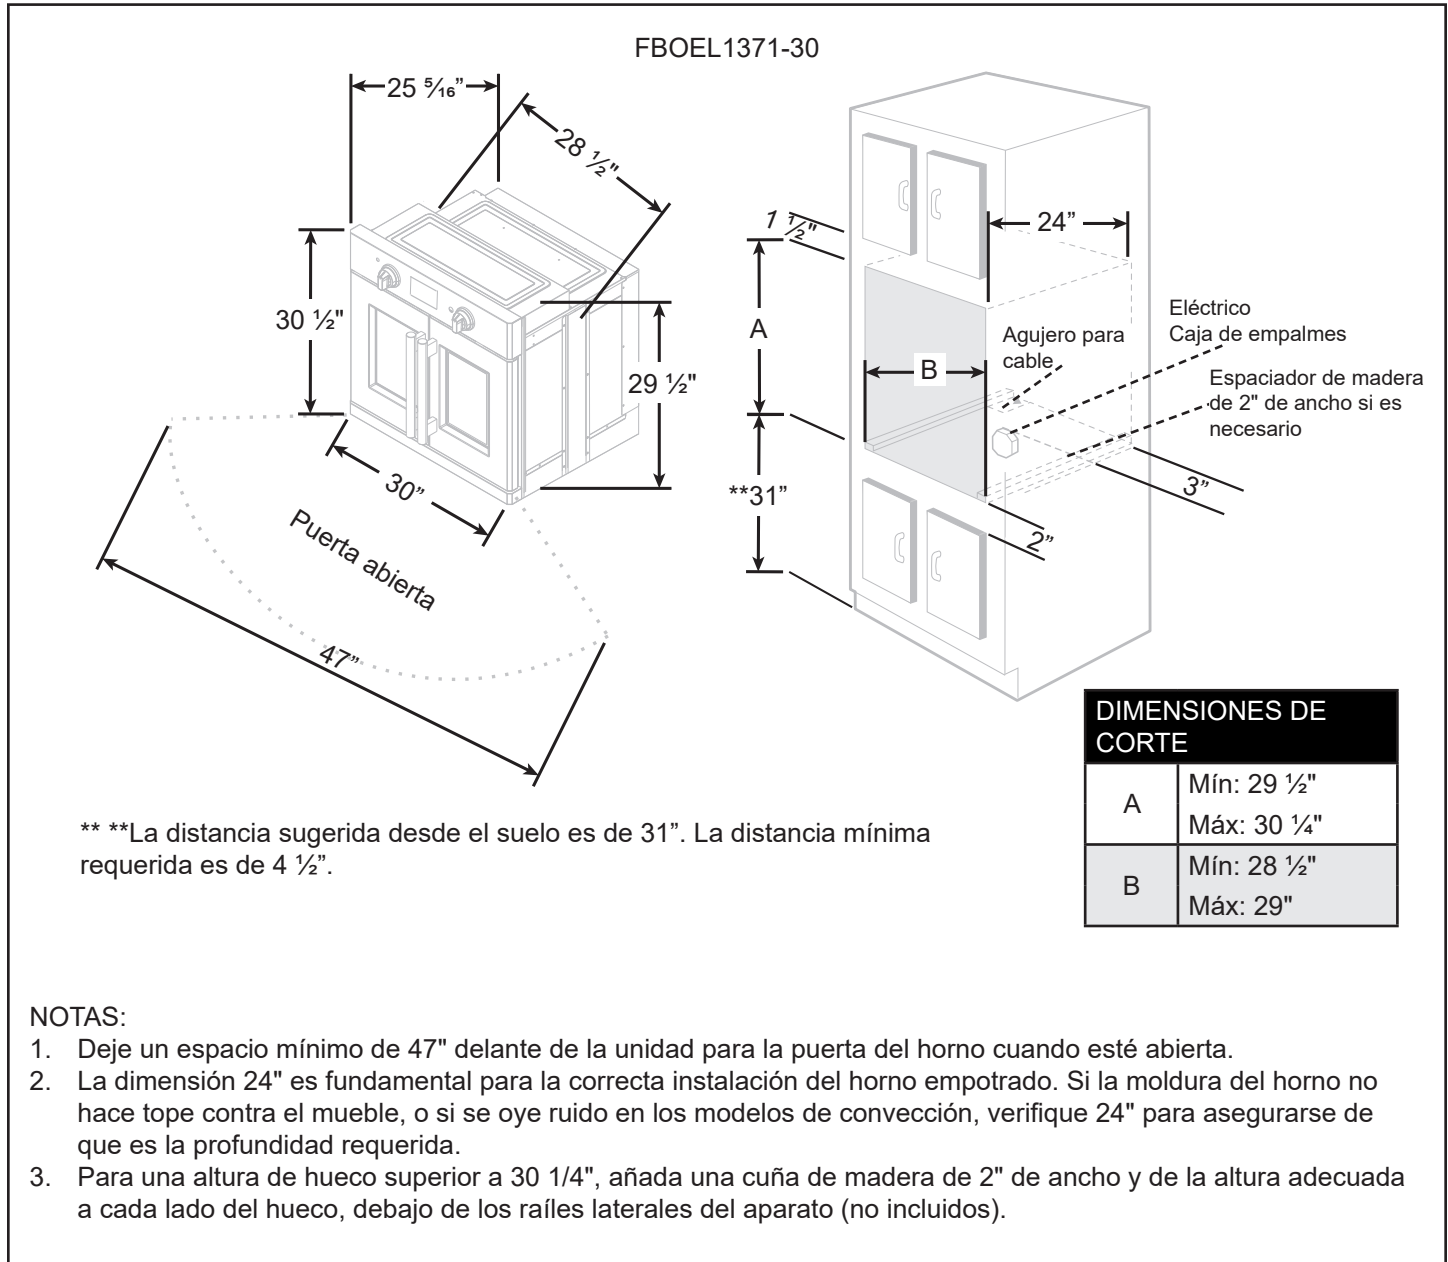 FBOEL1371-30
25 ⁵⁄₁₆”
28 ½"
30 ½"
29 ½"
30”
Puerta abierta
47”
1 ½"
24”
A
B
Agujero para
cable
Eléctrico
Caja de empalmes
Espaciador de madera
de 2" de ancho si es
necesario
**31”
3”
2”
DIMENSIONES DE
CORTE
A
Mín: 29 ½"
Máx: 30 ¼"
B
Mín: 28 ½"
Máx: 29"
** **La distancia sugerida desde el suelo es de 31”. La distancia mínima
requerida es de 4 ½”.
NOTAS:
1. Deje un espacio mínimo de 47" delante de la unidad para la puerta del horno cuando esté abierta.
2. La dimensión 24" es fundamental para la correcta instalación del horno empotrado. Si la moldura del horno no
hace tope contra el mueble, o si se oye ruido en los modelos de convección, verifique 24" para asegurarse de
que es la profundidad requerida.
3. Para una altura de hueco superior a 30 1/4", añada una cuña de madera de 2" de ancho y de la altura adecuada
a cada lado del hueco, debajo de los raíles laterales del aparato (no incluidos).